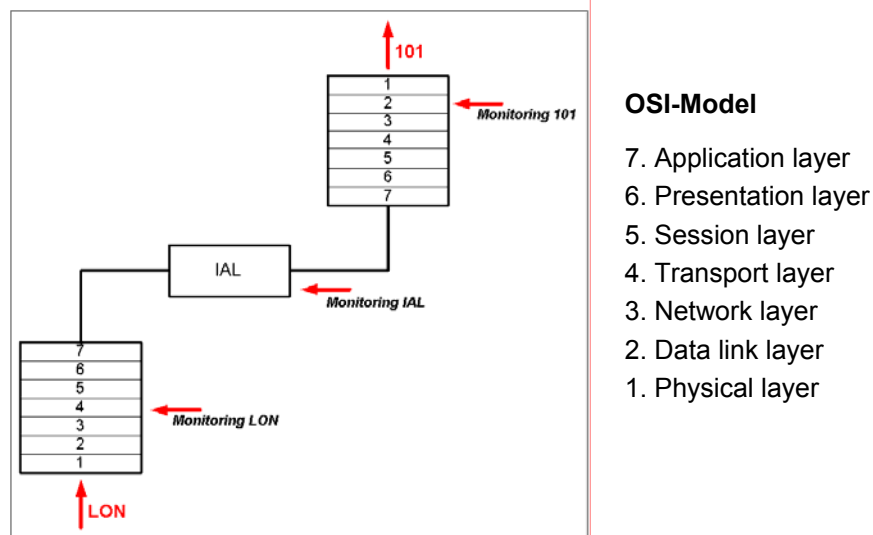 101
1
2
3
4
5
6
7
Monitoring 101
IAL
Monitoring IAL
7
6
5
4
3
2
1
Monitoring LON
LON
OSI-Model
7. Application layer
6. Presentation layer
5. Session layer
4. Transport layer
3. Network layer
2. Data link layer
1. Physical layer